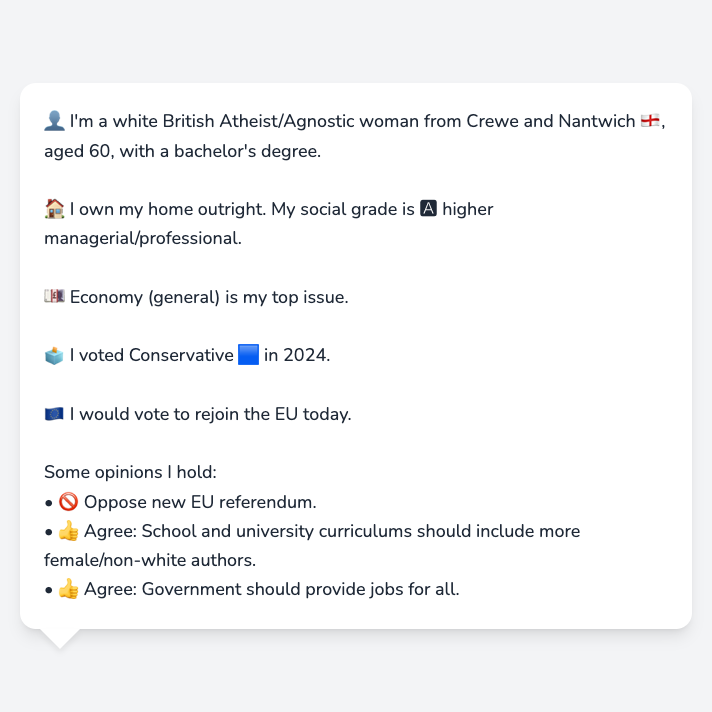 👤 I'm a white British Atheist/Agnostic woman from Crewe and Nantwich 🏴󠁧󠁢󠁥󠁮󠁧󠁿,
aged 60, with a bachelor's degree.
🏠 I own my home outright. My social grade is 🅰 higher
managerial/professional.
💷 Economy (general) is my top issue.
🗳️ I voted Conservative 🟦 in 2024.
🇪🇺 I would vote to rejoin the EU today.
Some opinions I hold:
• 🚫 Oppose new EU referendum.
• 👍 Agree: School and university curriculums should include more
female/non-white authors.
• 👍 Agree: Government should provide jobs for all.